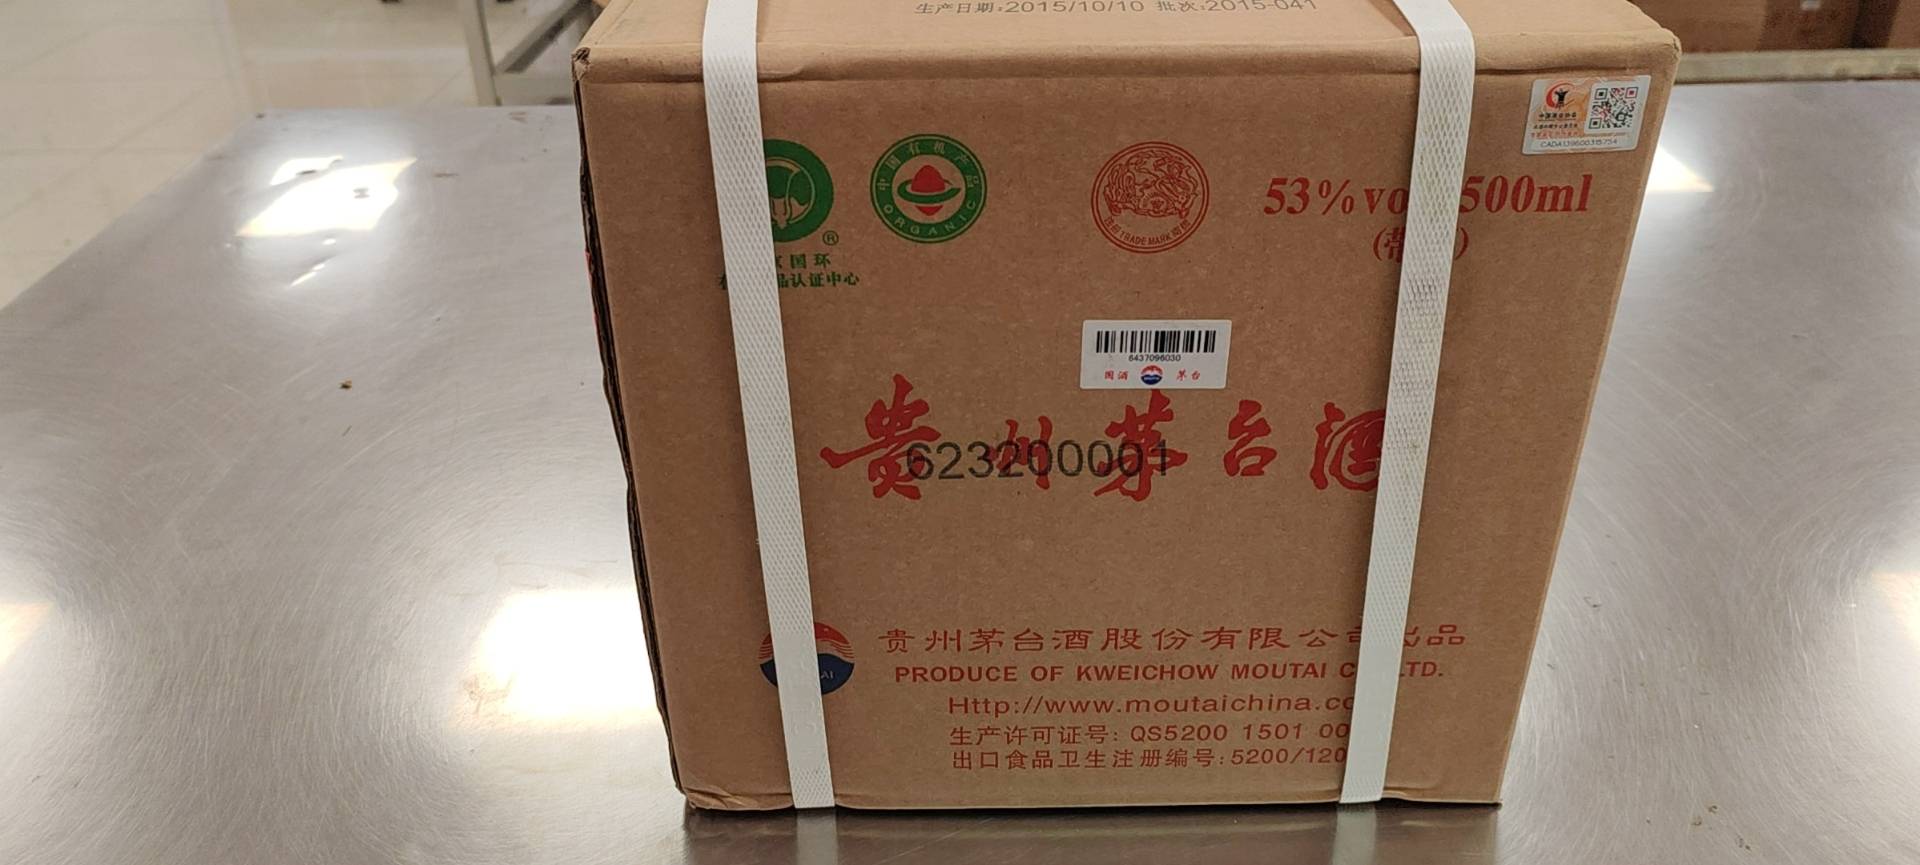 生产日期:2015/10/10 批次:2015-041
中国有机产品
ORGANIC
®
国环
品认证中心
TRADE MARK
53%vo 500ml
CADA139600315754
6437096030
国酒 茅台
贵州茅台酒
623200001
贵州茅台酒股份有限公司出品
PRODUCE OF KWEICHOW MOUTAI C LTD.
Http://www.moutaichina.co
生产许可证号: QS5200 1501 00
出口食品卫生注册编号:5200/120